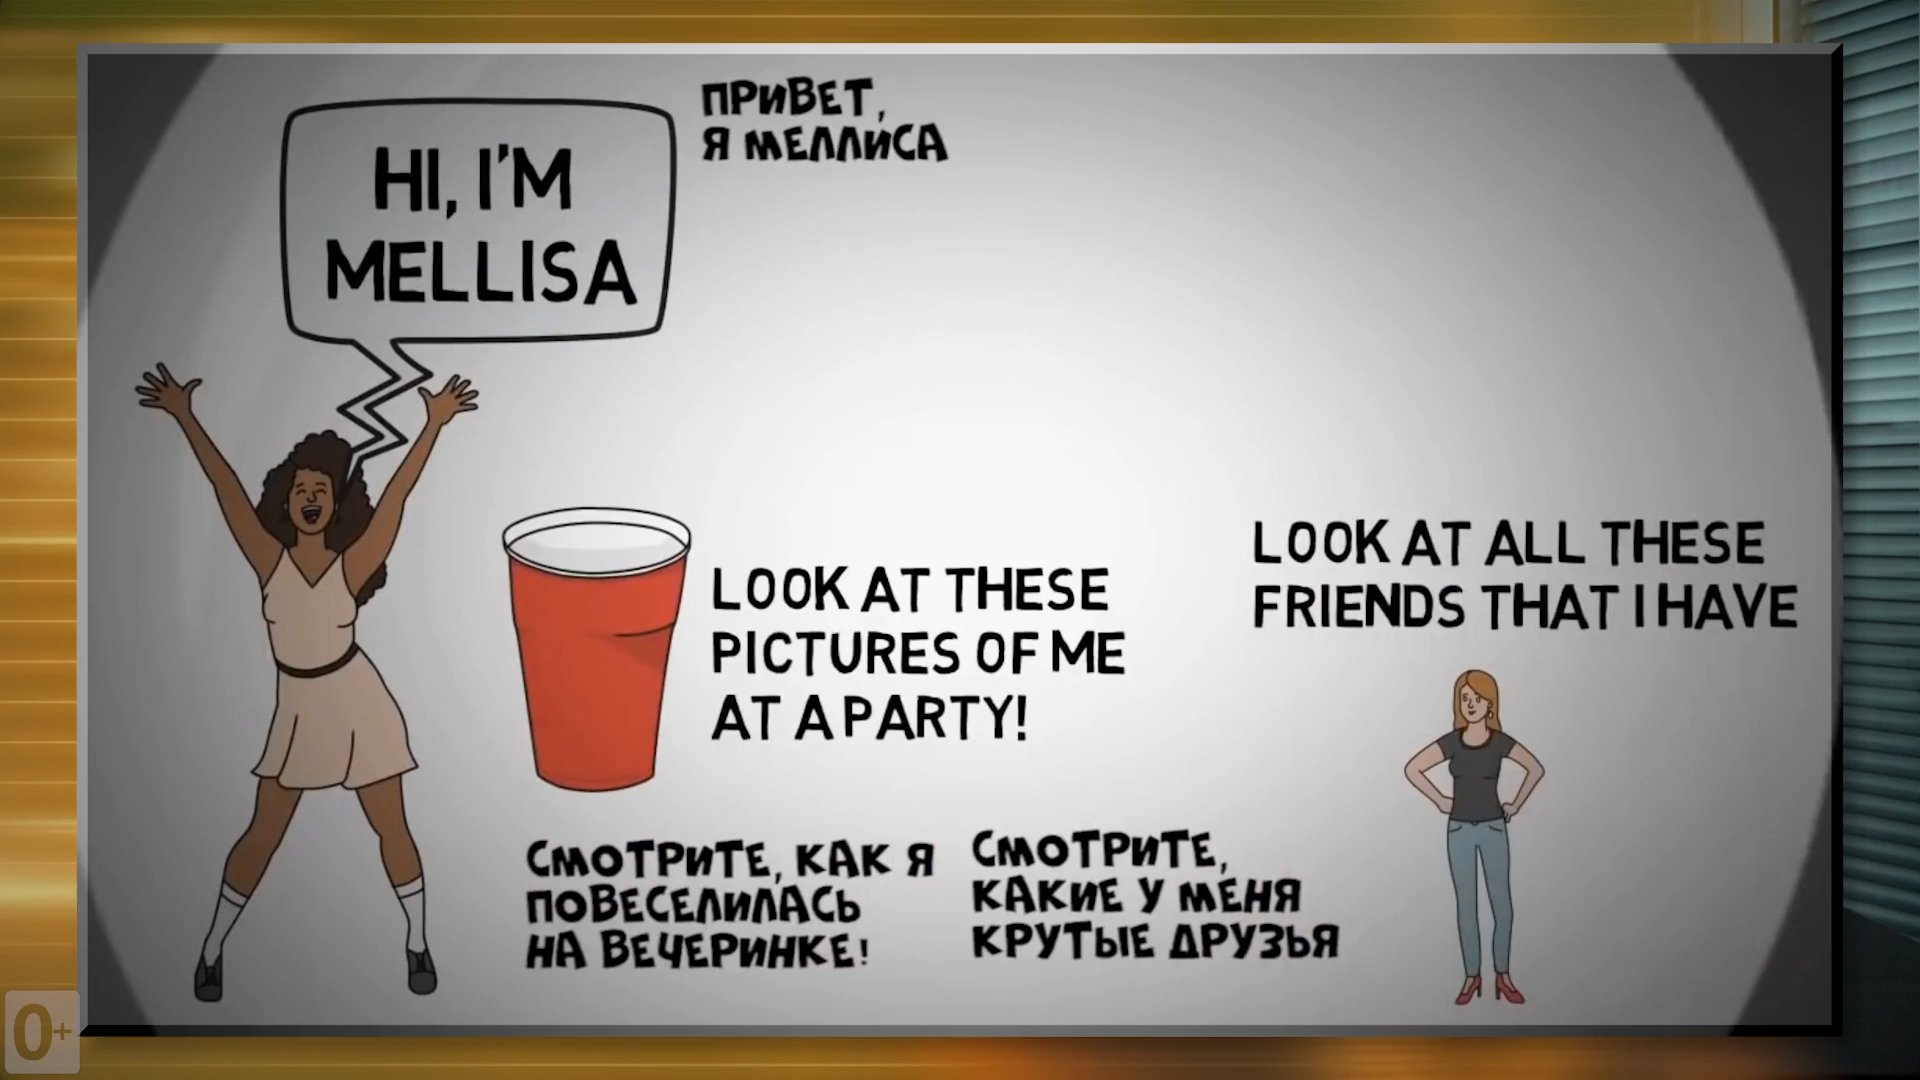 HI, I'M
MELLISA
ПРИВЕТ,
Я МЕЛЛИСА
LOOK AT THESE
PICTURES OF ME
AT A PARTY!
LOOK AT ALL THESE
FRIENDS THAT I HAVE
СМОТРИТЕ, КАК Я
ПОВЕСЕЛИЛАСЬ
НА ВЕЧЕРИНКЕ!
СМОТРИТЕ,
КАКИЕ У МЕНЯ
КРУТЫЕ ДРУЗЬЯ
0+